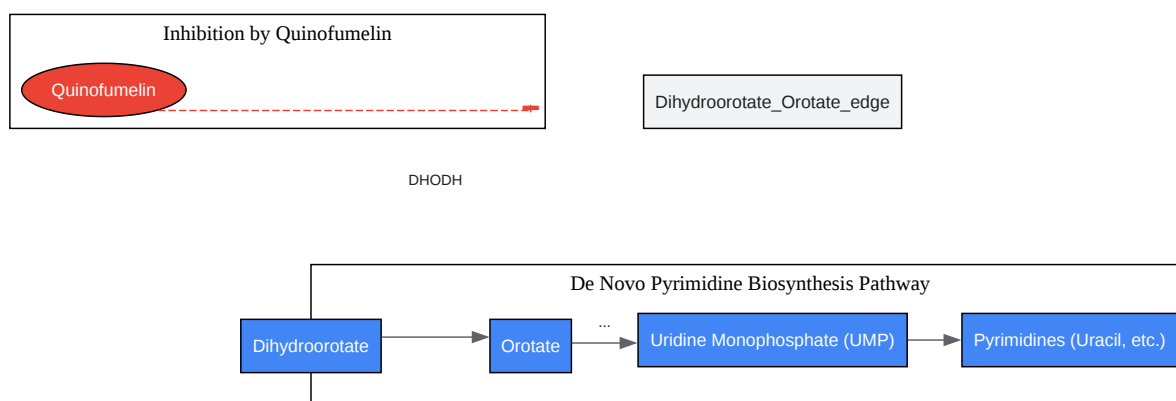 Inhibition by Quinofumelin
Quinofumelin
Dihydroorotate_Orotate_edge
DHODH
De Novo Pyrimidine Biosynthesis Pathway
Dihydroorotate
Orotate
...
Uridine Monophosphate (UMP)
Pyrimidines (Uracil, etc.)